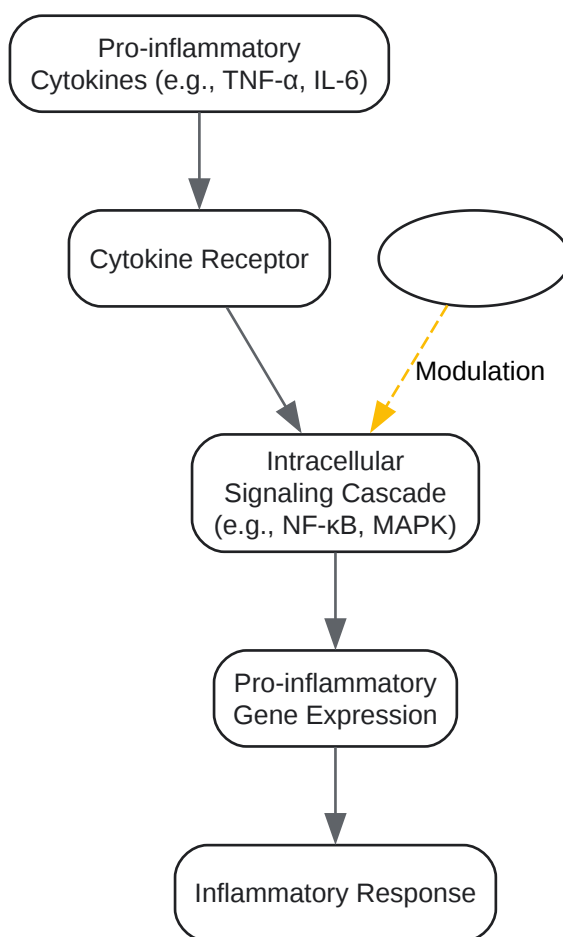 Pro-inflammatory
Cytokines (e.g., TNF-α, IL-6)
Cytokine Receptor
Modulation
Intracellular
Signaling Cascade
(e.g., NF-κB, MAPK)
Pro-inflammatory
Gene Expression
Inflammatory Response